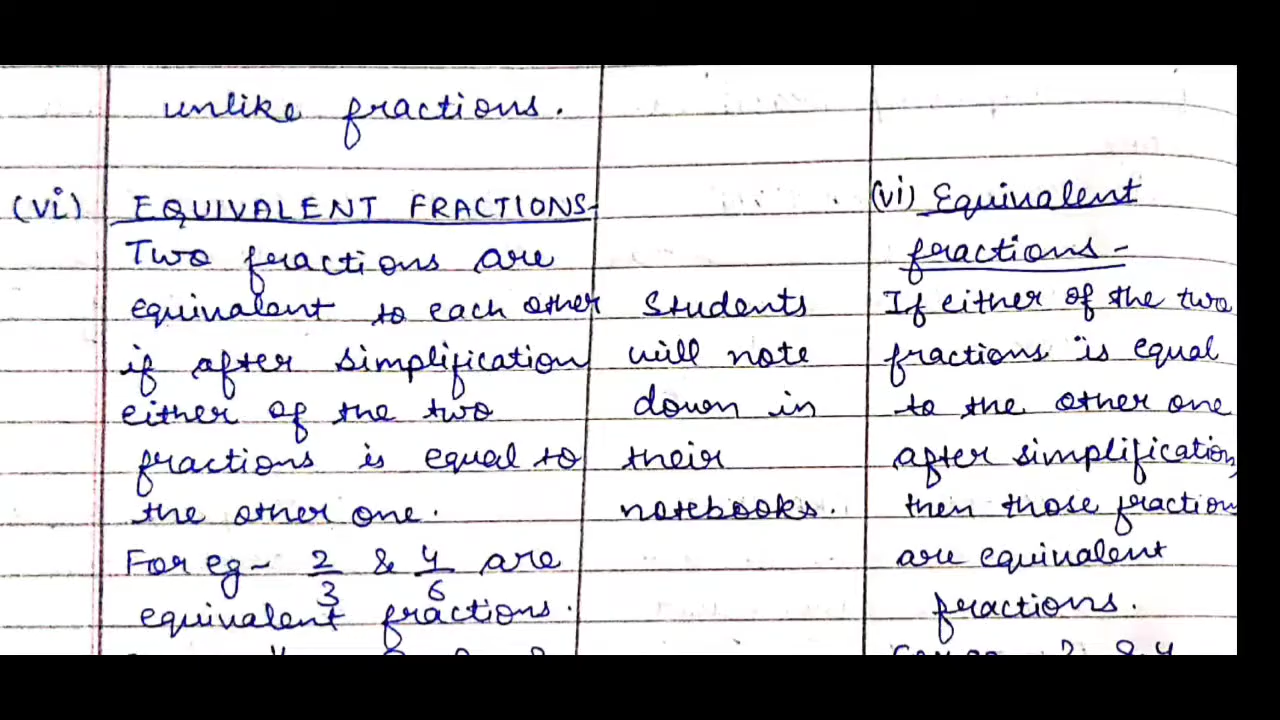 unlike fractions.
(vi) EQUIVALENT FRICTIONS-
Two fractions are
equivalent to each other
if after simplification
either of the two
fractions is equal to
the other one.
For eg- 2/3 & 4/6 are
equivalent fractions.
Students
will note
down in
their
notebooks.
(vi) Equivalent
fractions -
If either of the two
fractions is equal
to the other one
after simplification,
then those fraction
are equivalent
fractions.